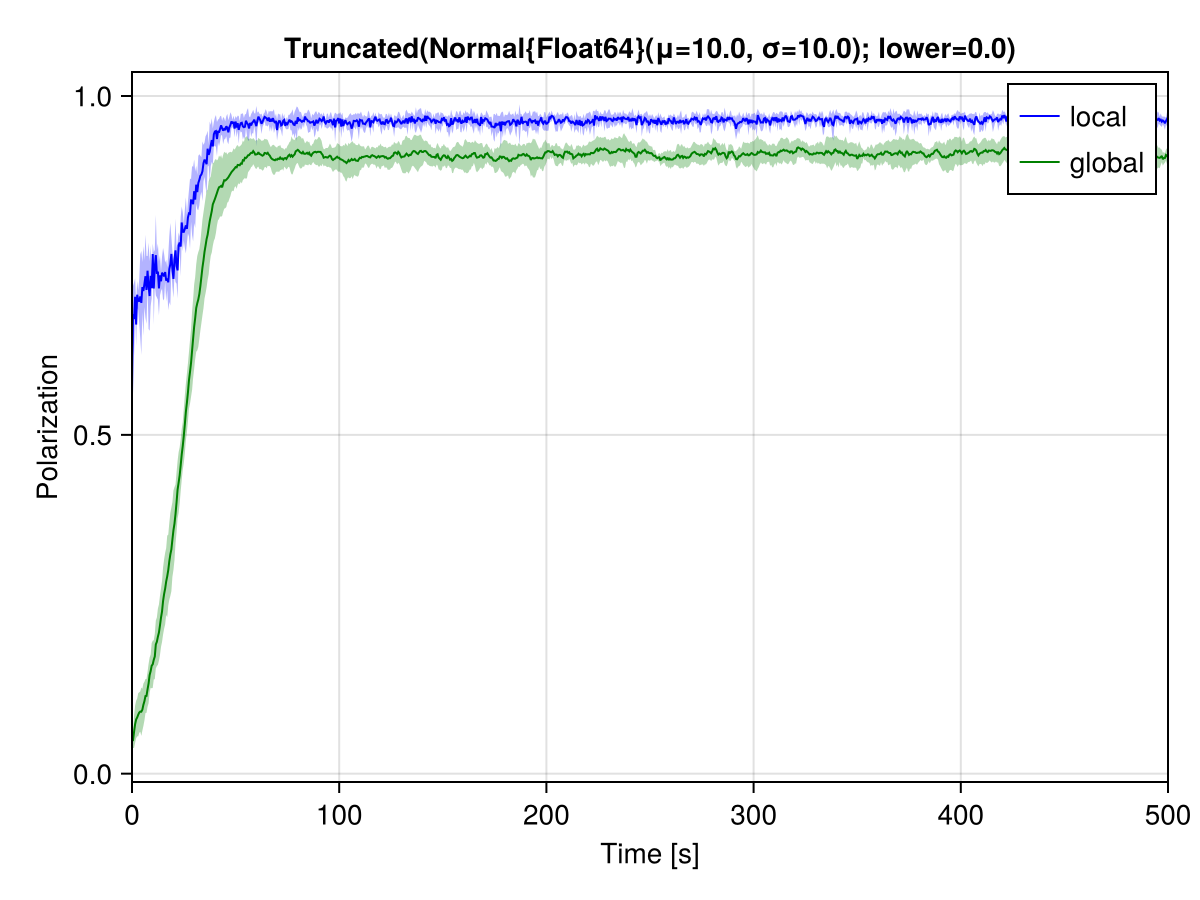 Truncated(Normal{Float64}(μ=10.0, σ=10.0); lower=0.0)
1.0
local
global
0.5
Polarization
0.0
0 100 200 300 400 500
Time [s]